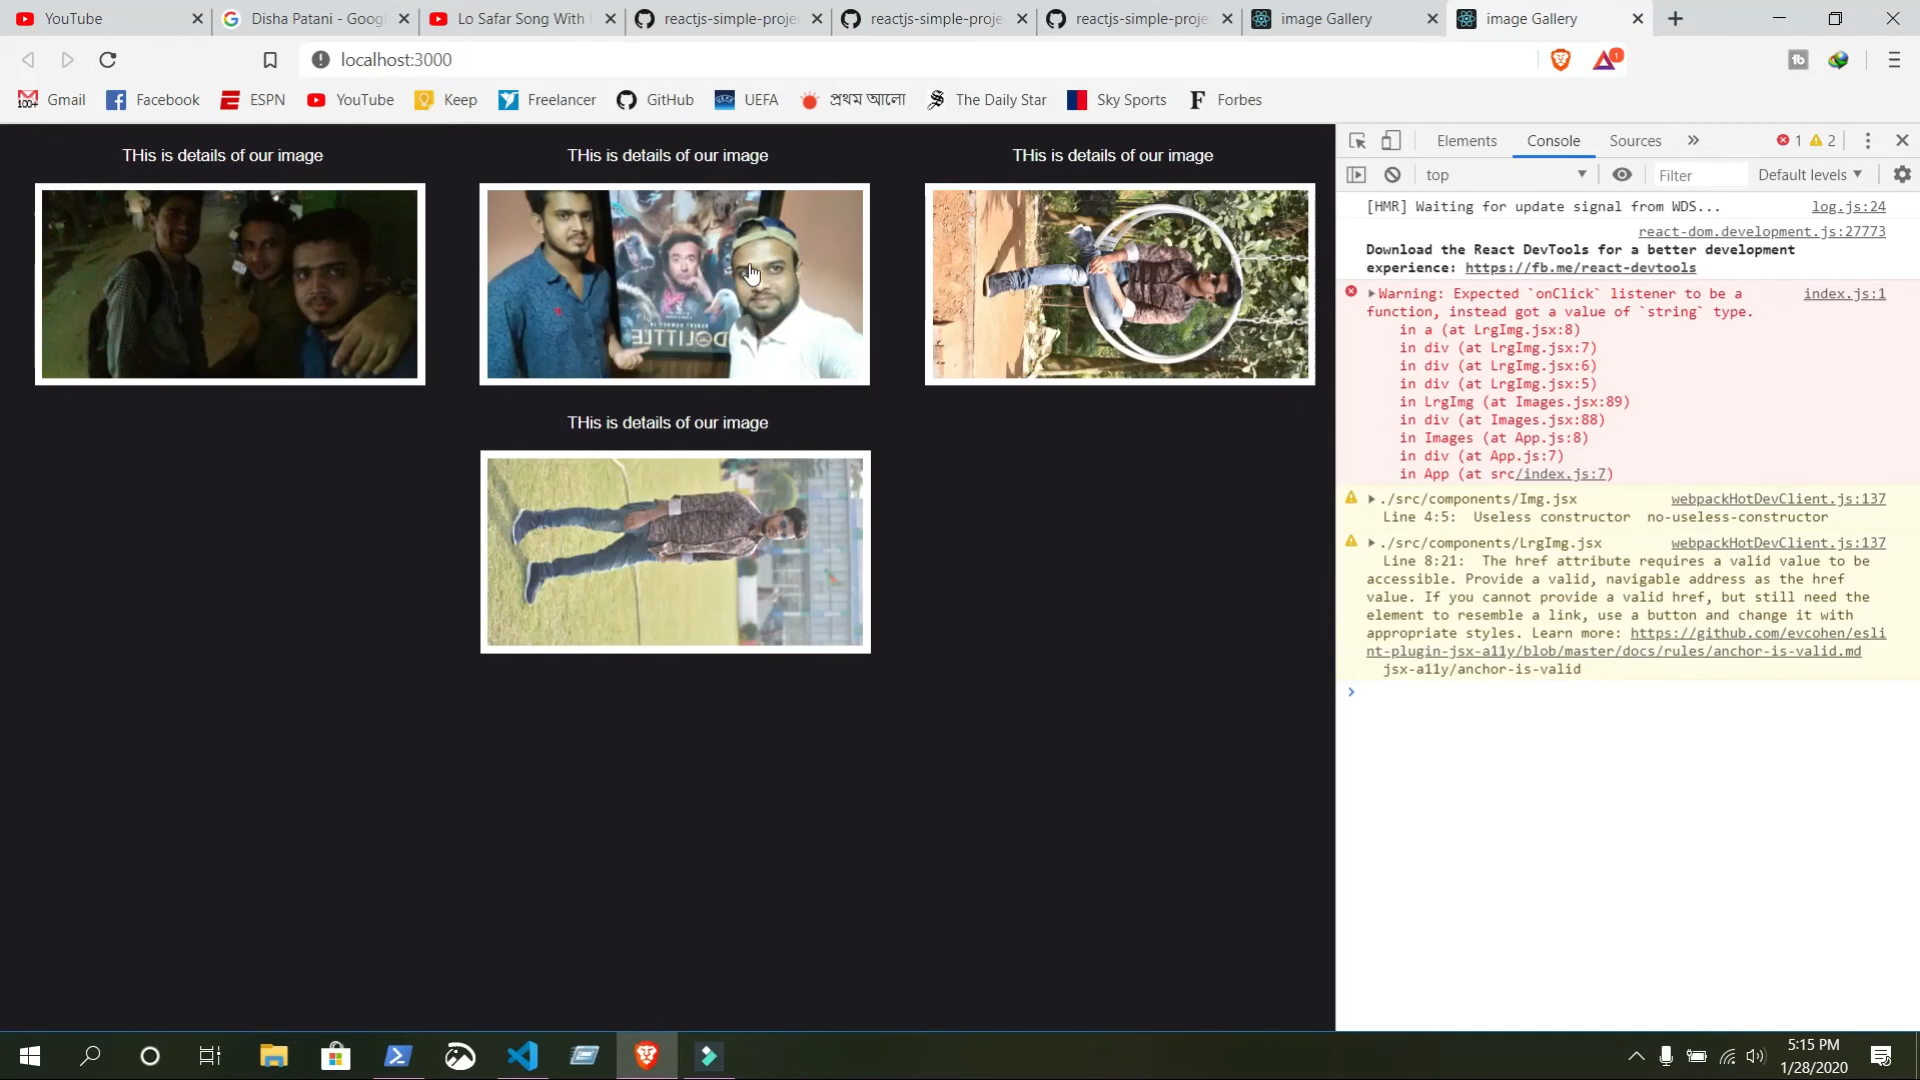 YouTube
Disha Patani - Goog
Lo Safar Song With L
reactjs-simple-proje
reactjs-simple-proje
reactjs-simple-proje
image Gallery
image Gallery
localhost:3000
1
Gmail
100+
Facebook
ESPN
YouTube
Keep
Freelancer
GitHub
UEFA
প্রথম আলো
The Daily Star
Sky Sports
F Forbes
THis is details of our image
THis is details of our image
THis is details of our image
DOLITTLE
THis is details of our image
Elements Console Sources » 1 2
top Filter Default levels
[HMR] Waiting for update signal from WDS... log.js:24
react-dom.development.js:27773
Download the React DevTools for a better development
experience: https://fb.me/react-devtools
Warning: Expected `onClick` listener to be a index.js:1
function, instead got a value of `string` type.
in a (at LrgImg.jsx:8)
in div (at LrgImg.jsx:7)
in div (at LrgImg.jsx:6)
in div (at LrgImg.jsx:5)
in LrgImg (at Images.jsx:89)
in div (at Images.jsx:88)
in Images (at App.js:8)
in div (at App.js:7)
in App (at src/index.js:7)
./src/components/Img.jsx webpackHotDevClient.js:137
Line 4:5: Useless constructor no-useless-constructor
./src/components/LrgImg.jsx webpackHotDevClient.js:137
Line 8:21: The href attribute requires a valid value to be
accessible. Provide a valid, navigable address as the href
value. If you cannot provide a valid href, but still need the
element to resemble a link, use a button and change it with
appropriate styles. Learn more: https://github.com/evcohen/esli
nt-plugin-jsx-a11y/blob/master/docs/rules/anchor-is-valid.md
jsx-a11y/anchor-is-valid
5:15 PM
1/28/2020